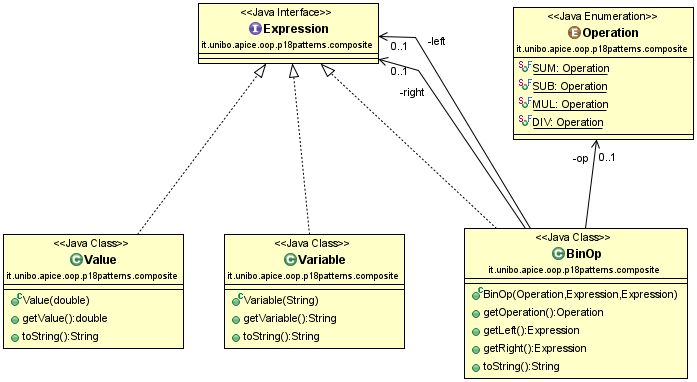 <<Java Interface>>
I Expression
it.unibo.apice.oop.p18patterns.composite
<<Java Enumeration>>
E Operation
it.unibo.apice.oop.p18patterns.composite
S F SUM: Operation
S F SUB: Operation
S F MUL: Operation
S F DIV: Operation
0..1
-left
0..1
-right
-op
0..1
<<Java Class>>
C Value
it.unibo.apice.oop.p18patterns.composite
C Value(double)
getValue():double
toString():String
<<Java Class>>
C Variable
it.unibo.apice.oop.p18patterns.composite
C Variable(String)
getVariable():String
toString():String
<<Java Class>>
C BinOp
it.unibo.apice.oop.p18patterns.composite
C BinOp(Operation,Expression,Expression)
getOperation():Operation
getLeft():Expression
getRight():Expression
toString():String